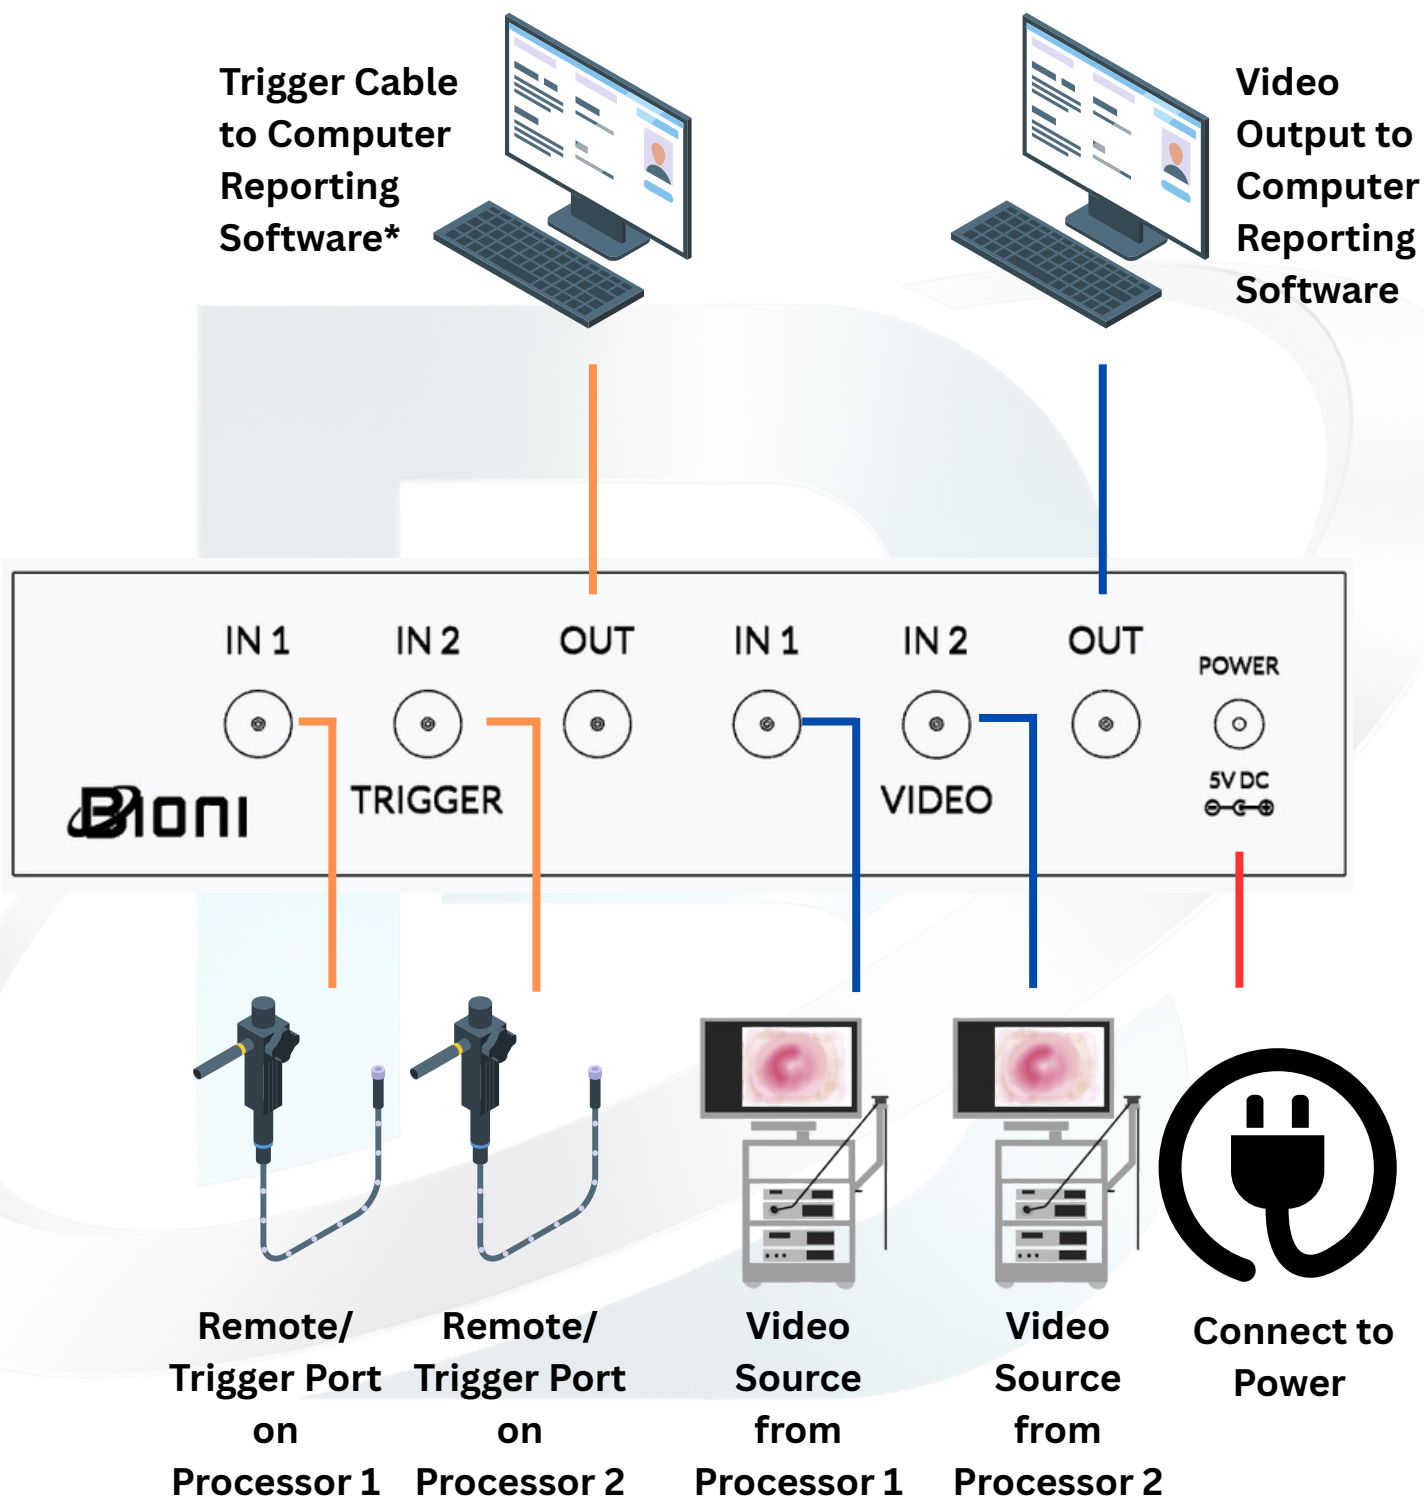 Trigger Cable
to Computer
Reporting
Software*
Video
Output to
Computer
Reporting
Software
IN 1
IN 2
OUT
IN 1
IN 2
OUT
POWER
5V DC
TRIGGER
VIDEO
Bioni
Remote/
Trigger Port
on
Processor 1
Remote/
Trigger Port
on
Processor 2
Video
Source
from
Processor 1
Video
Source
from
Processor 2
Connect to
Power